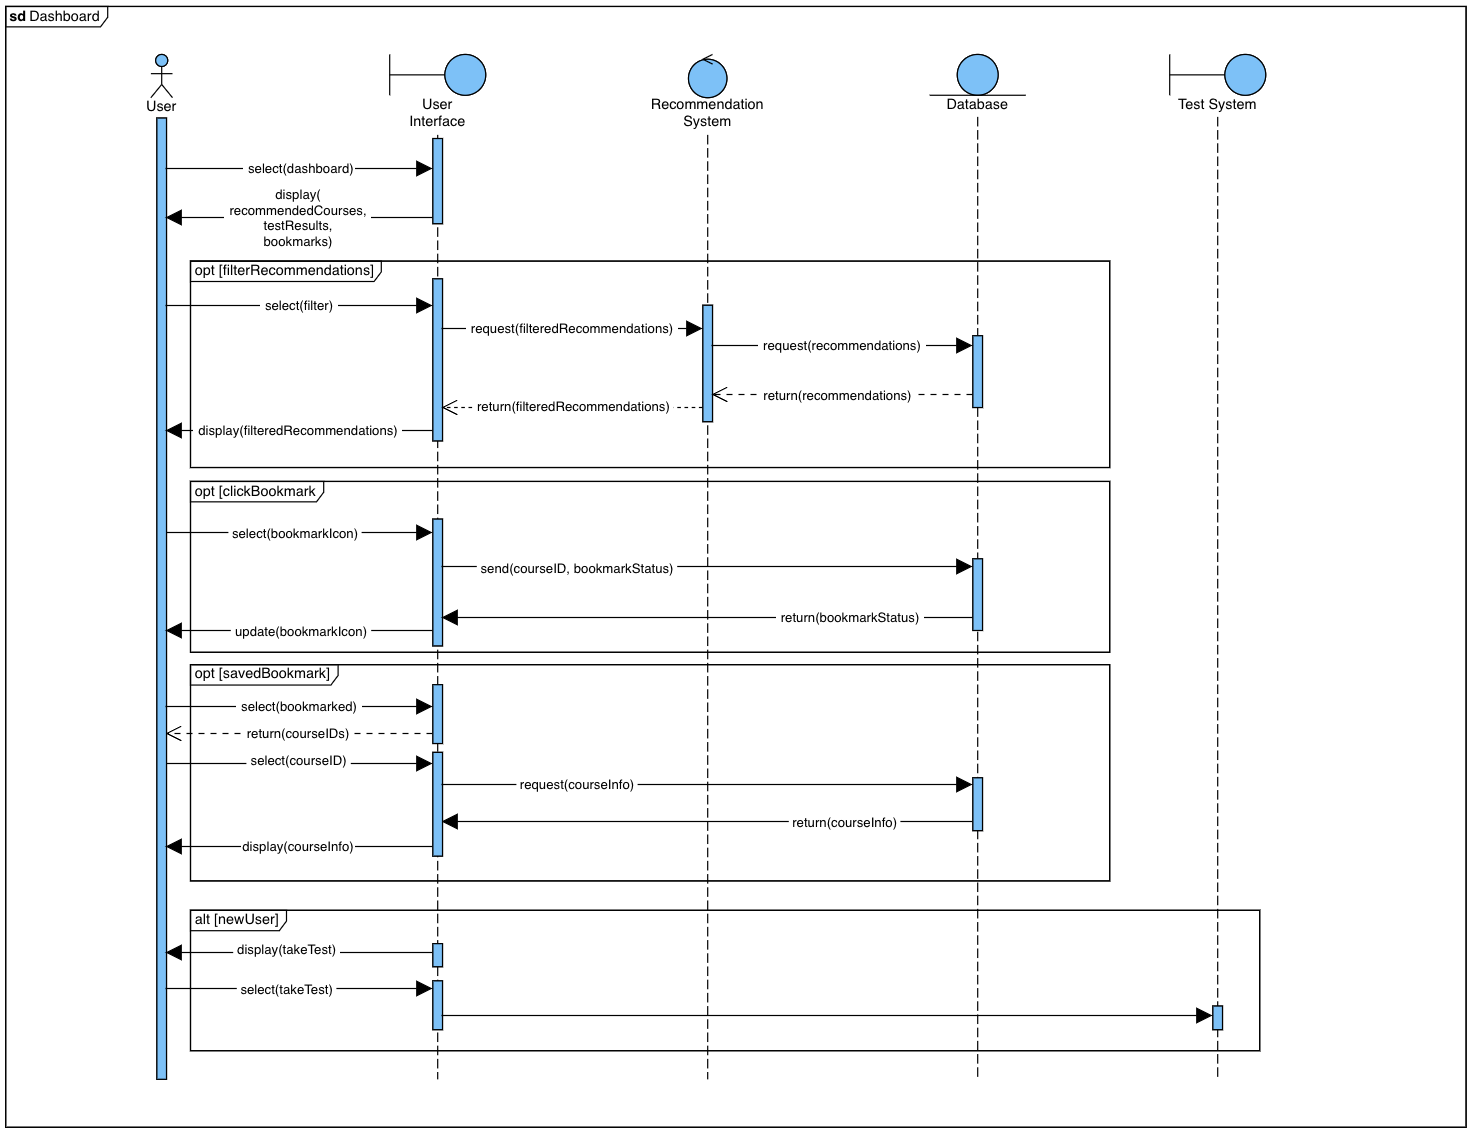 sd Dashboard
User
User
Interface
Recommendation
System
Database
Test System
select(dashboard)
display(
recommendedCourses,
testResults,
bookmarks)
opt [filterRecommendations]
select(filter)
request(filteredRecommendations)
request(recommendations)
return(recommendations)
return(filteredRecommendations)
display(filteredRecommendations)
opt [clickBookmark
select(bookmarkIcon)
send(courseID, bookmarkStatus)
return(bookmarkStatus)
update(bookmarkIcon)
opt [savedBookmark]
select(bookmarked)
return(courseIDs)
select(courseID)
request(courseInfo)
return(courseInfo)
display(courseInfo)
alt [newUser]
display(takeTest)
select(takeTest)